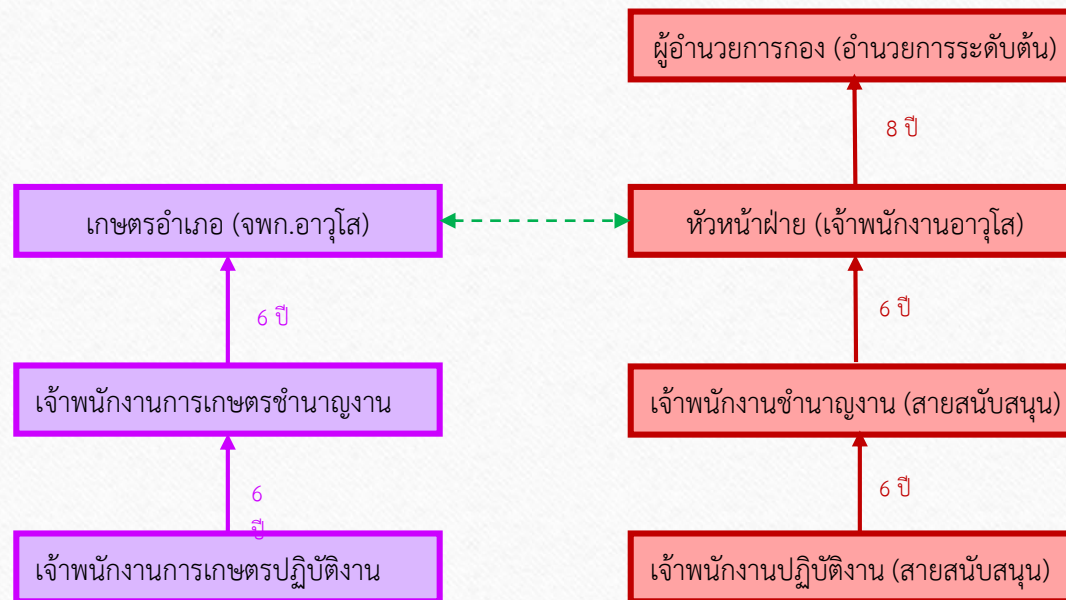 ผู้อำนวยการกอง (อำนวยการระดับต้น)
8 ปี
เกษตรอำเภอ (จพก.อาวุโส)
หัวหน้าฝ่าย (เจ้าพนักงานอาวุโส)
6 ปี
6 ปี
เจ้าพนักงานการเกษตรชำนาญงาน
เจ้าพนักงานชำนาญงาน (สายสนับสนุน)
6
ปี
6 ปี
เจ้าพนักงานการเกษตรปฏิบัติงาน
เจ้าพนักงานปฏิบัติงาน (สายสนับสนุน)